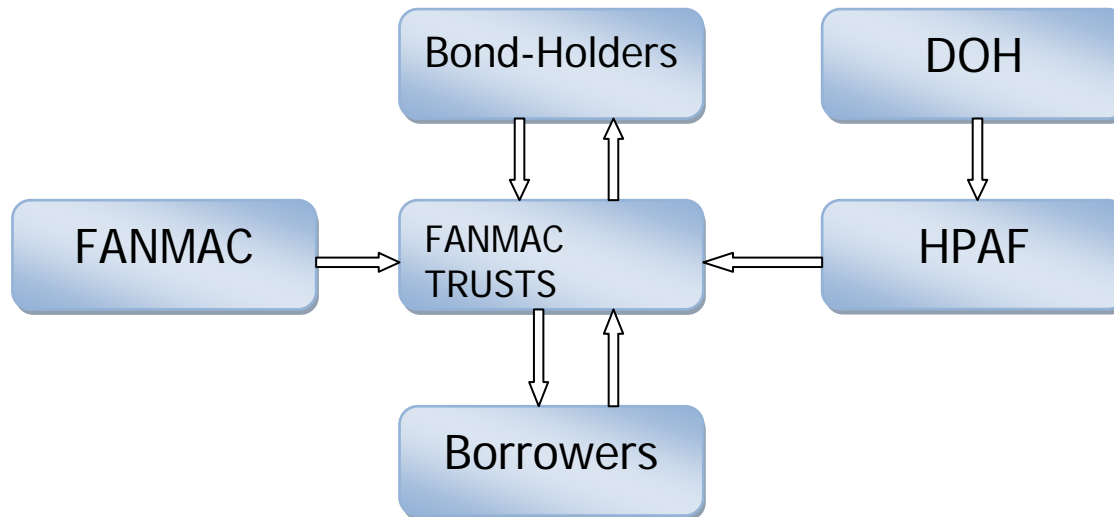 Bond-Holders
DOH
FANMAC
FANMAC
TRUSTS
HPAF
Borrowers